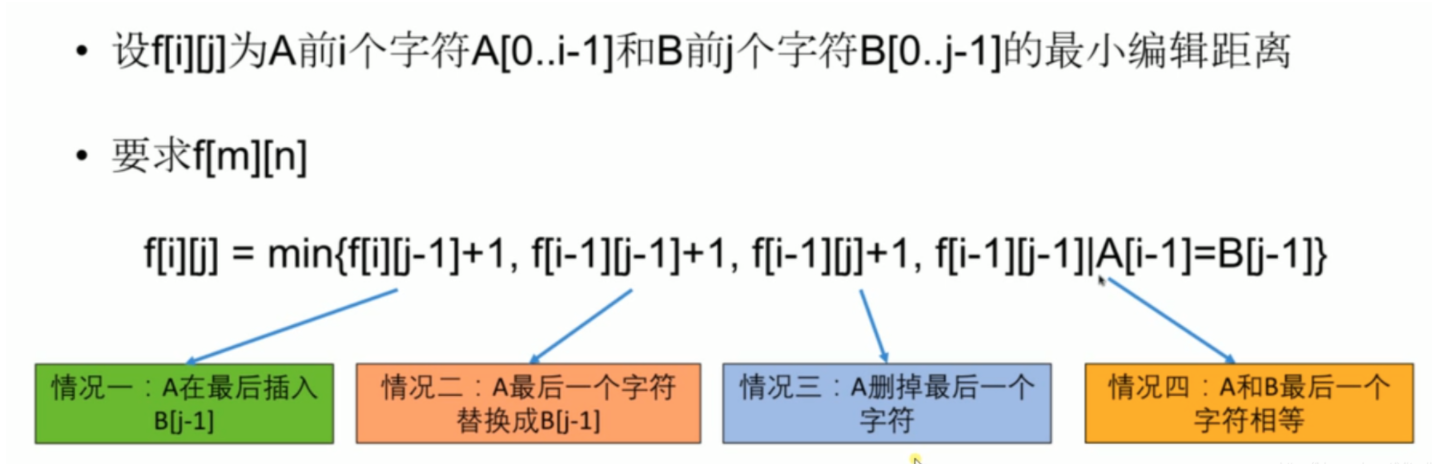 • 设f[i][j]为A前i个字符A[0..i-1]和B前j个字符B[0..j-1]的最小编辑距离
• 要求f[m][n]
f[i][j] = min{f[i][j-1]+1, f[i-1][j-1]+1, f[i-1][j]+1, f[i-1][j-1]|A[i-1]=B[j-1]}
情况一：A在最后插入
B[j-1]
情况二：A最后一个字符
替换成B[j-1]
情况三：A删掉最后一个
字符
情况四：A和B最后一个
字符相等